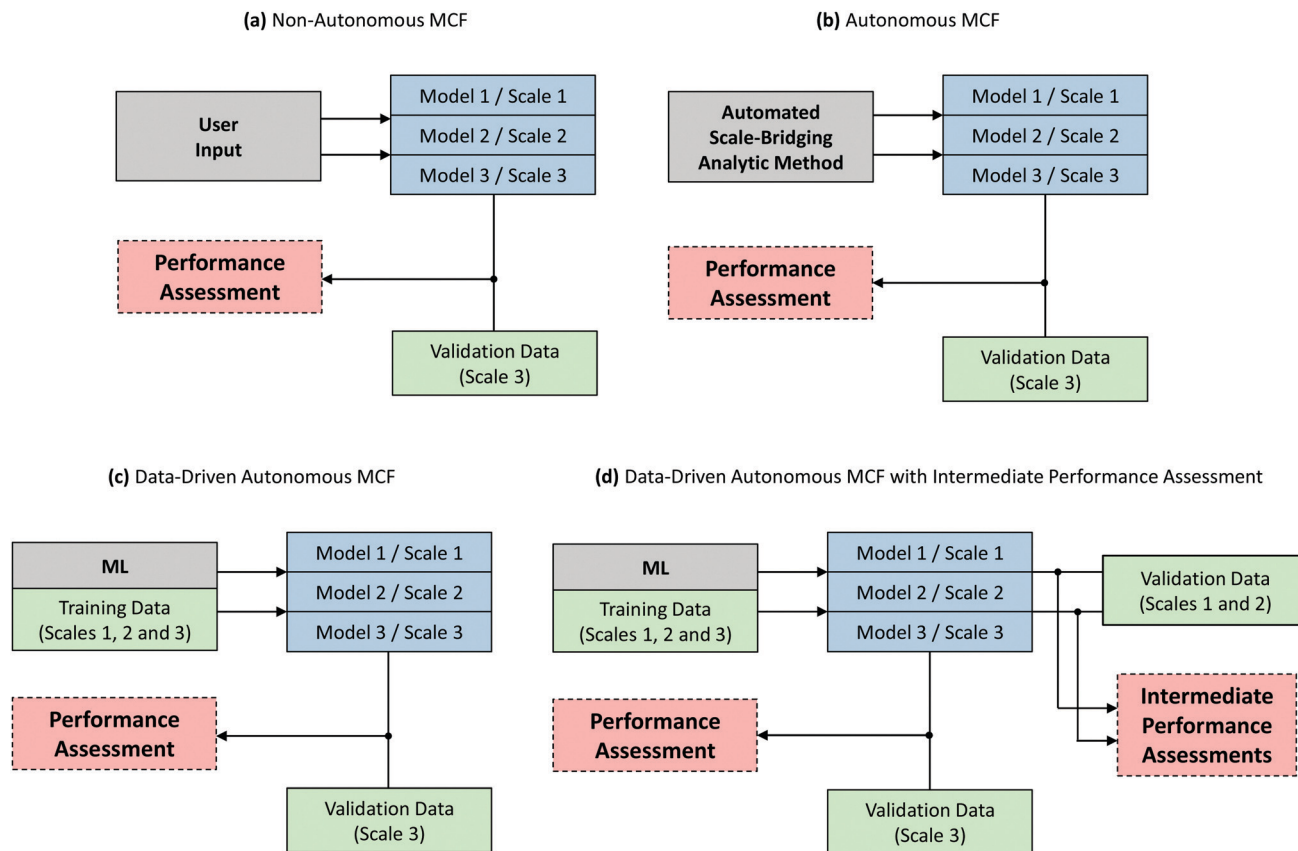 (a) Non-Autonomous MCF
User
Input
Model 1 / Scale 1
Model 2 / Scale 2
Model 3 / Scale 3
Performance
Assessment
Validation Data
(Scale 3)
(b) Autonomous MCF
Automated
Scale-Bridging
Analytic Method
Model 1 / Scale 1
Model 2 / Scale 2
Model 3 / Scale 3
Performance
Assessment
Validation Data
(Scale 3)
(c) Data-Driven Autonomous MCF
ML
Training Data
(Scales 1, 2 and 3)
Model 1 / Scale 1
Model 2 / Scale 2
Model 3 / Scale 3
Performance
Assessment
Validation Data
(Scale 3)
(d) Data-Driven Autonomous MCF with Intermediate Performance Assessment
ML
Training Data
(Scales 1, 2 and 3)
Model 1 / Scale 1
Model 2 / Scale 2
Model 3 / Scale 3
Validation Data
(Scales 1 and 2)
Performance
Assessment
Intermediate
Performance
Assessments
Validation Data
(Scale 3)